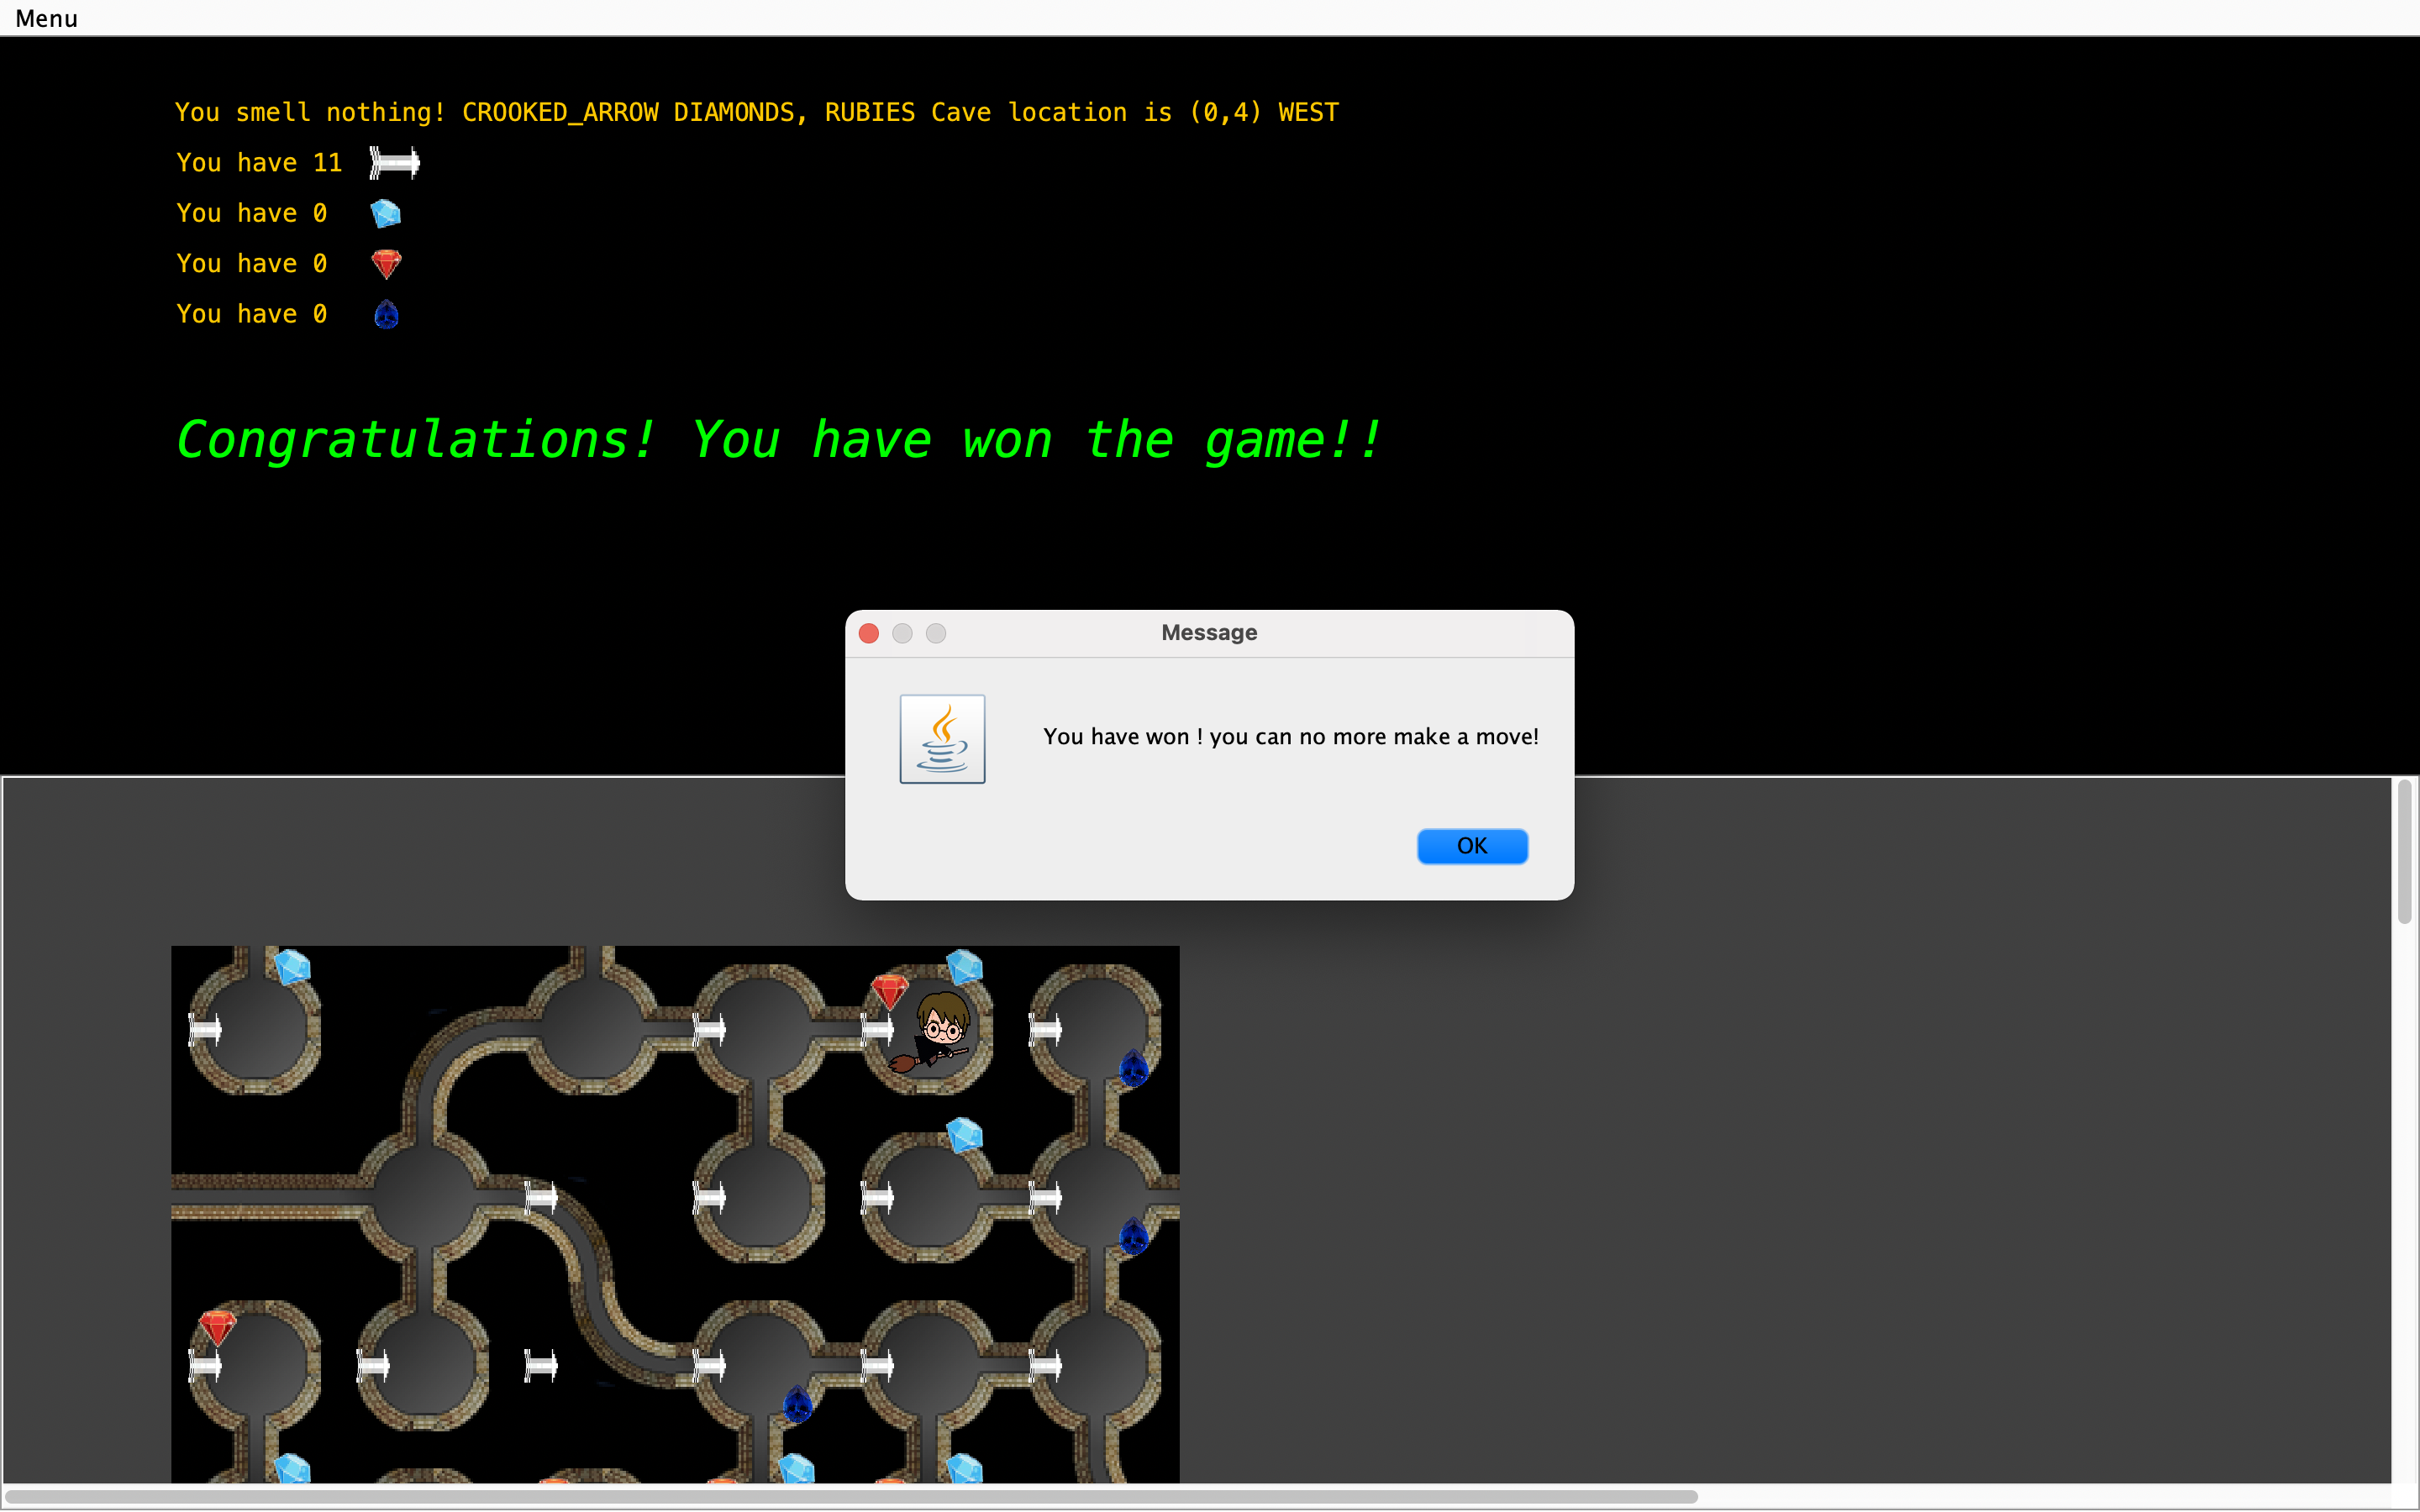 Menu
You smell nothing! CROOKED_ARROW DIAMONDS, RUBIES Cave location is (0,4) WEST
You have 11
You have 0
You have 0
You have 0
Congratulations! You have won the game!!
Message
You have won ! you can no more make a move!
OK